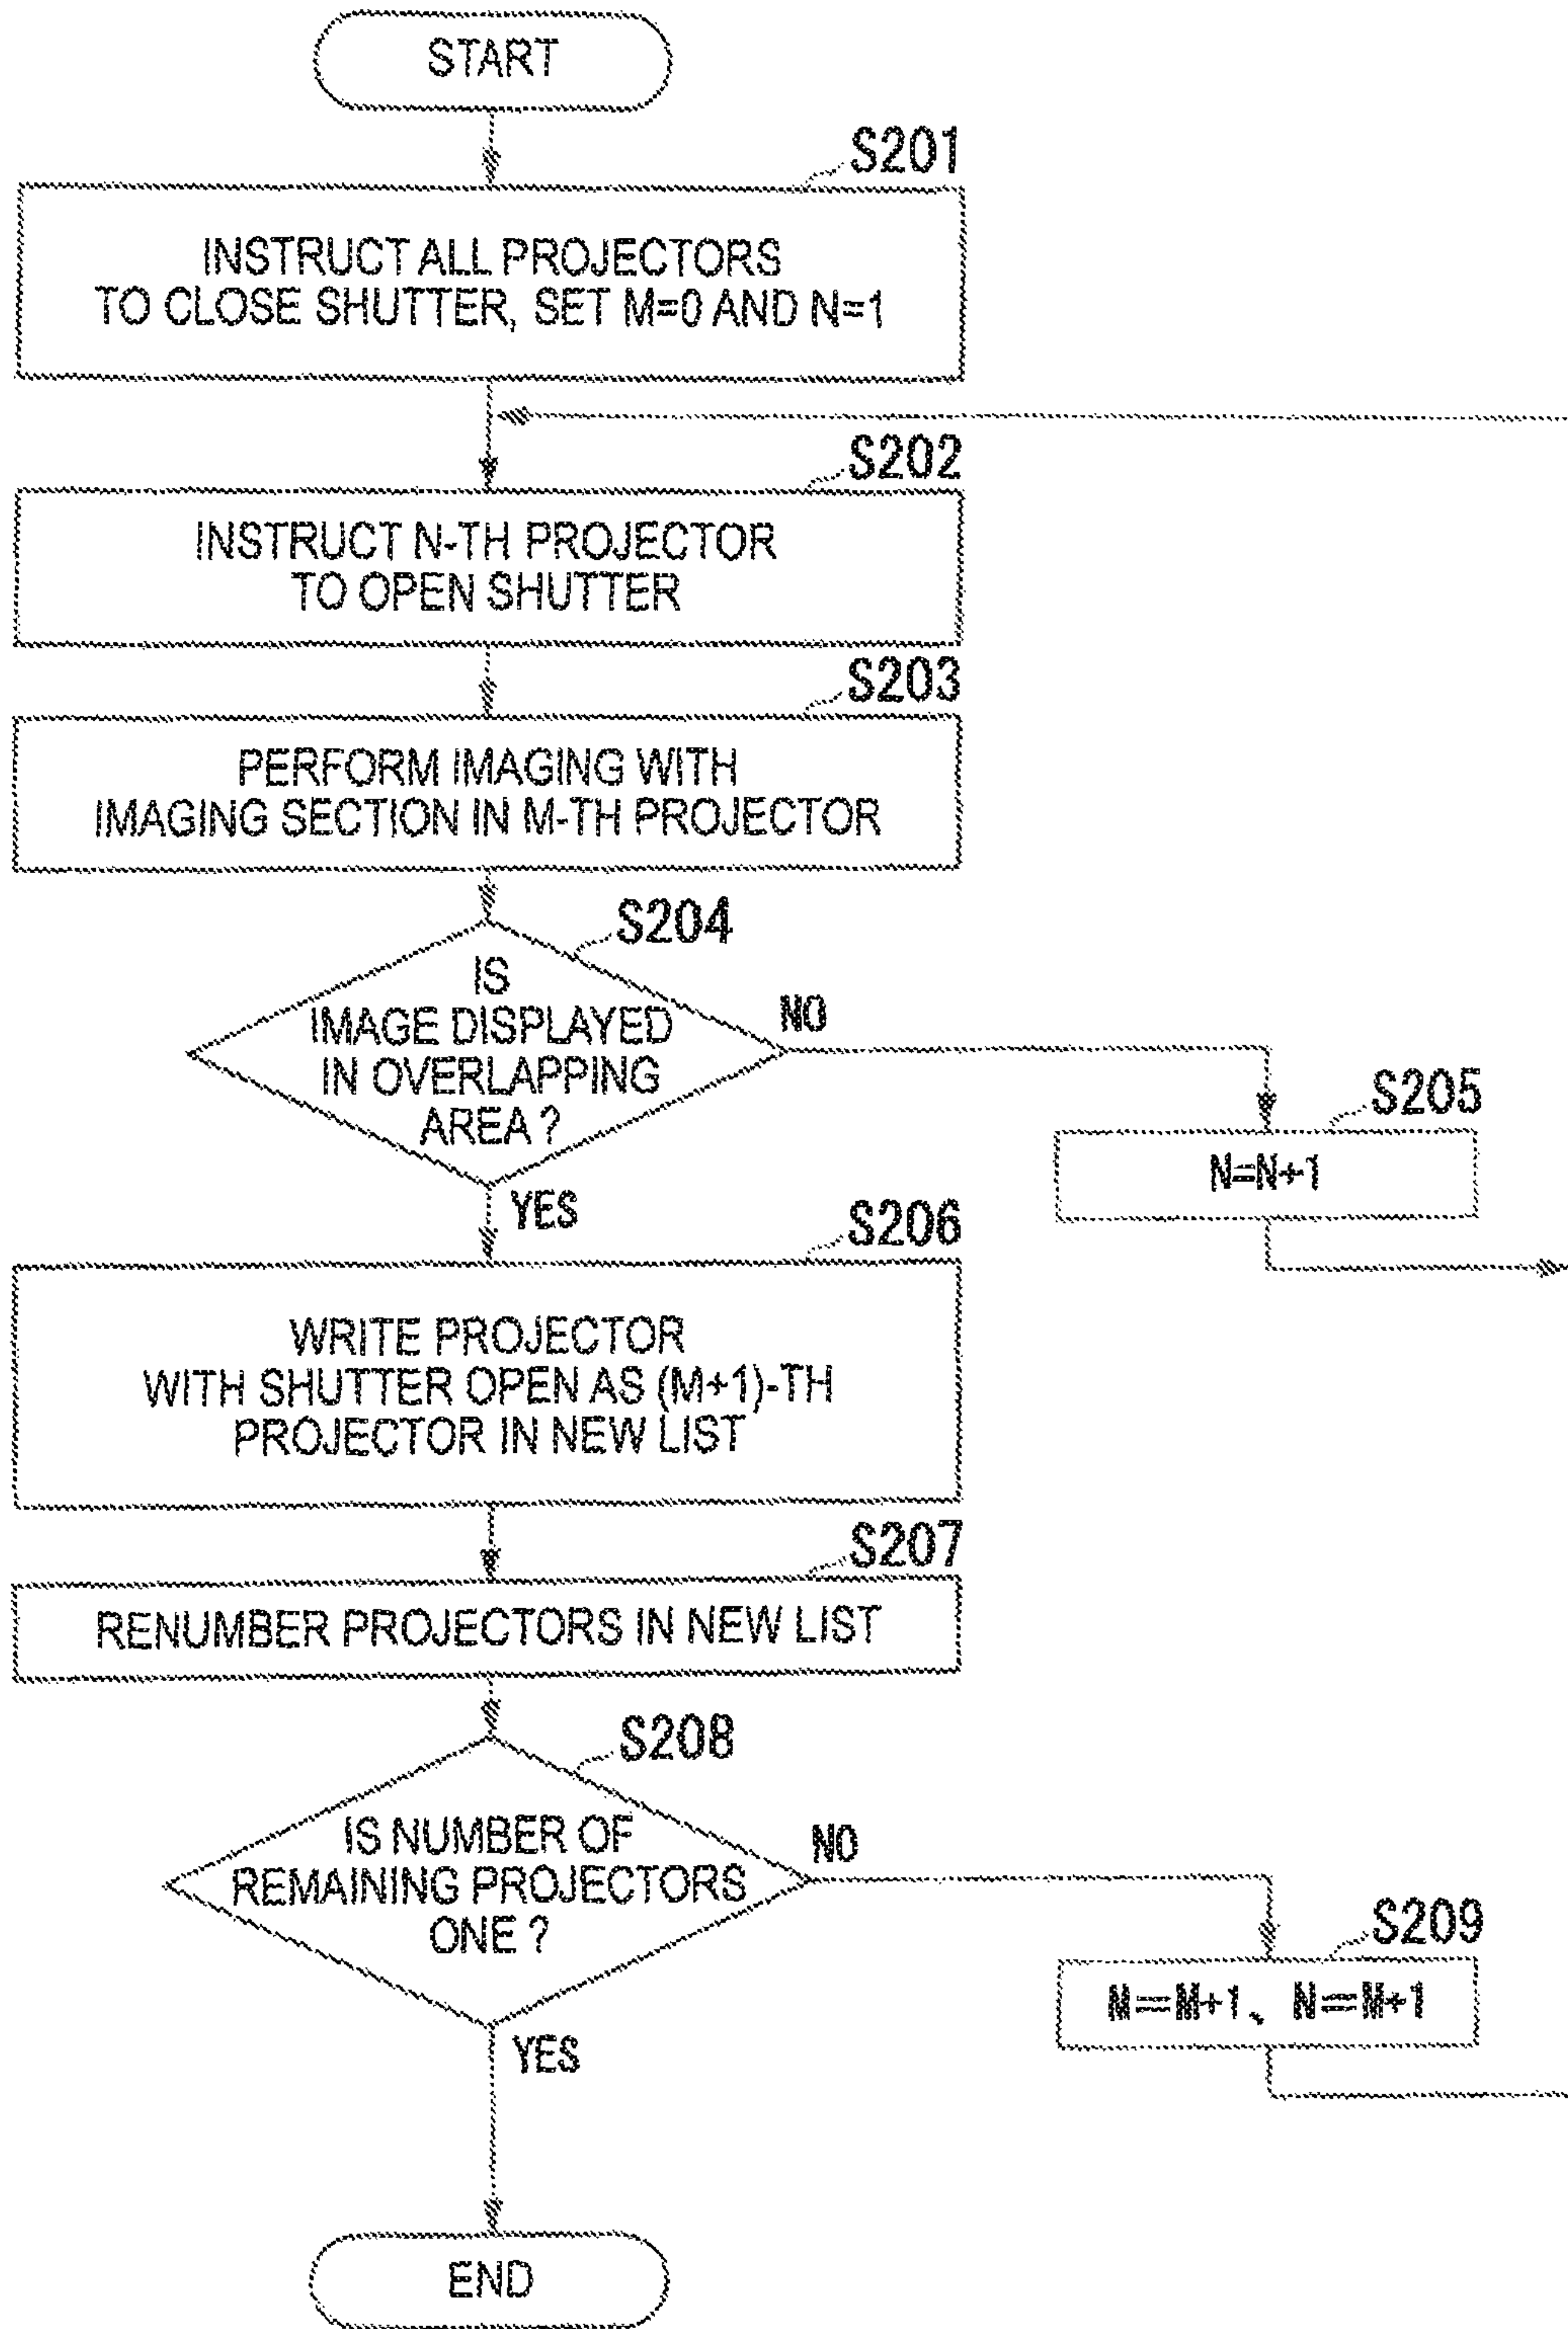 START
S201
INSTRUCT ALL PROJECTORS
TO CLOSE SHUTTER, SET M=0 AND N=1
S202
INSTRUCT N-TH PROJECTOR
TO OPEN SHUTTER
S203
PERFORM IMAGING WITH
IMAGING SECTION IN M-TH PROJECTOR
S204
IS
IMAGE DISPLAYED
IN OVERLAPPING
AREA ?
NO
S205
N=N+1
YES
S206
WRITE PROJECTOR
WITH SHUTTER OPEN AS (M+1)-TH
PROJECTOR IN NEW LIST
S207
RENUMBER PROJECTORS IN NEW LIST
S208
IS NUMBER OF
REMAINING PROJECTORS
ONE ?
NO
S209
M==M+1、N==M+1
YES
END